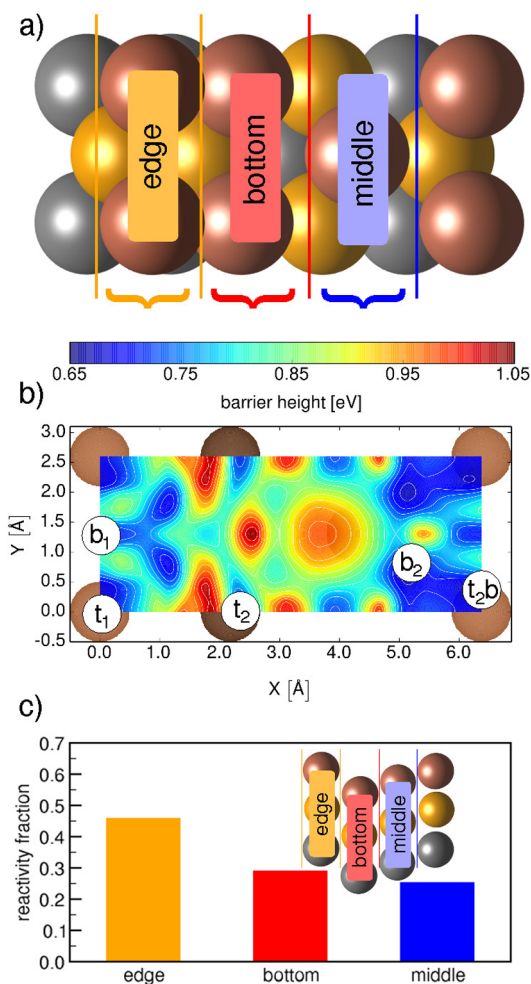 a)
edge
bottom
middle
0.65 0.75 0.85 0.95 1.05
barrier height [eV]
b)
3.1
2.5
2.0
1.5
1.0
0.5
0.0
-0.5
Y [Å]
b1
t1
t2
b2
t2b
0.0 1.0 2.0 3.0 4.0 5.0 6.0
X [Å]
c)
0.7
0.6
0.5
0.4
0.3
0.2
0.1
0.0
reactivity fraction
edge
bottom
middle
edge bottom middle